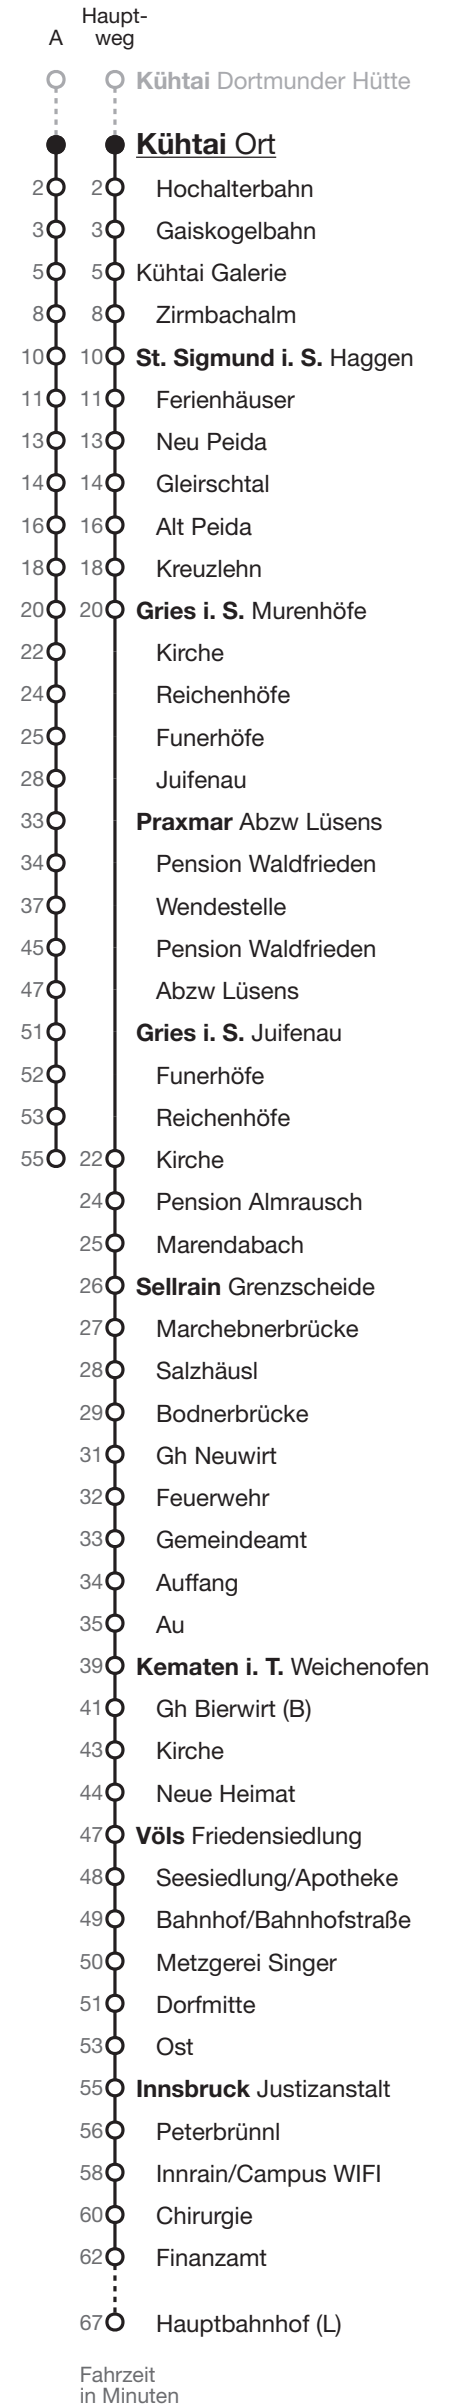 Haupt-
A weg
Kühtai Dortmunder Hütte
Kühtai Ort
2 2 Hochalterbahn
3 3 Gaiskogelbahn
5 5 Kühtai Galerie
8 8 Zirmbachalm
10 10 St. Sigmund i. S. Haggen
11 11 Ferienhäuser
13 13 Neu Peida
14 14 Gleirschtal
16 16 Alt Peida
18 18 Kreuzlehn
20 20 Gries i. S. Murenhöfe
22 Kirche
24 Reichenhöfe
25 Funerhöfe
28 Juifenau
33 Praxmar Abzw Lüsens
34 Pension Waldfrieden
37 Wendestelle
45 Pension Waldfrieden
47 Abzw Lüsens
51 Gries i. S. Juifenau
52 Funerhöfe
53 Reichenhöfe
55 22 Kirche
24 Pension Almrausch
25 Marendabach
26 Sellrain Grenzscheide
27 Marchebnerbrücke
28 Salzhäusl
29 Bodnerbrücke
31 Gh Neuwirt
32 Feuerwehr
33 Gemeindeamt
34 Auffang
35 Au
39 Kematen i. T. Weichenofen
41 Gh Bierwirt (B)
43 Kirche
44 Neue Heimat
47 Völs Friedensiedlung
48 Seesiedlung/Apotheke
49 Bahnhof/Bahnhofstraße
50 Metzgerei Singer
51 Dorfmitte
53 Ost
55 Innsbruck Justizanstalt
56 Peterbrünnl
58 Innrain/Campus WIFI
60 Chirurgie
62 Finanzamt
67 Hauptbahnhof (L)
Fahrzeit
in Minuten